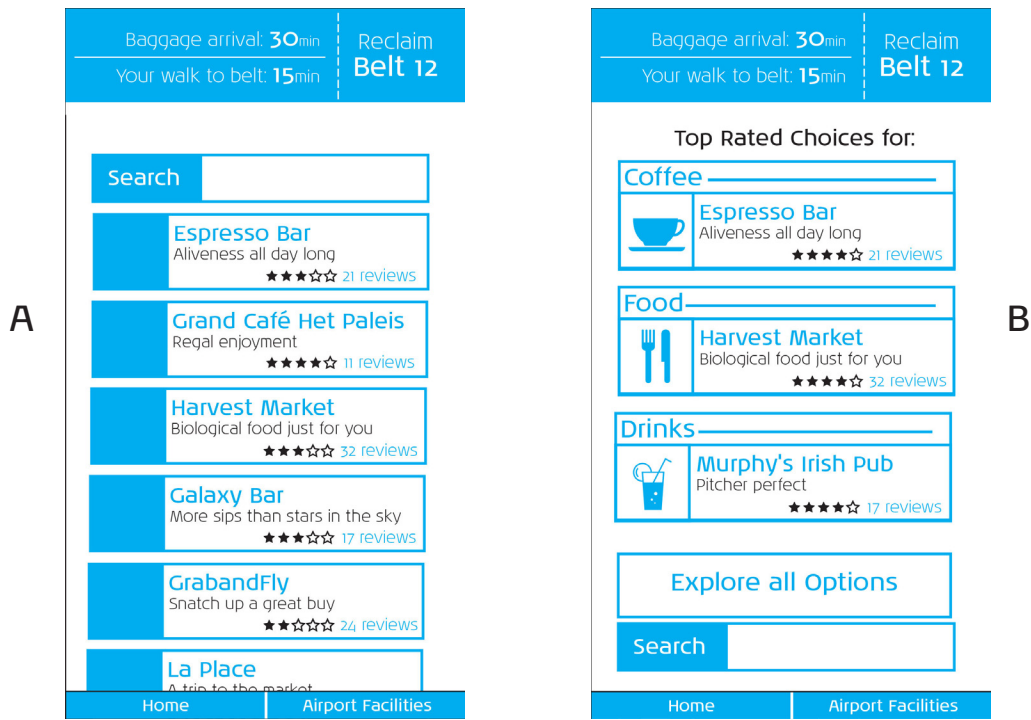 A
Baggage arrival: 30min
Your walk to belt: 15min
Reclaim
Belt 12
Search
Espresso Bar
Aliveness all day long
★★★☆☆ 21 reviews
Grand Café Het Paleis
Regal enjoyment
★★★★☆ 11 reviews
Harvest Market
Biological food just for you
★★★☆☆ 32 reviews
Galaxy Bar
More sips than stars in the sky
★★★☆☆ 17 reviews
GrabandFly
Snatch up a great buy
★★☆☆☆ 24 reviews
La Place
A trip to the market
Home
Airport Facilities
B
Baggage arrival: 30min
Your walk to belt: 15min
Reclaim
Belt 12
Top Rated Choices for:
Coffee
Espresso Bar
Aliveness all day long
★★★★☆ 21 reviews
Food
Harvest Market
Biological food just for you
★★★★☆ 32 reviews
Drinks
Murphy's Irish Pub
Pitcher perfect
★★★★☆ 17 reviews
Explore all Options
Search
Home
Airport Facilities